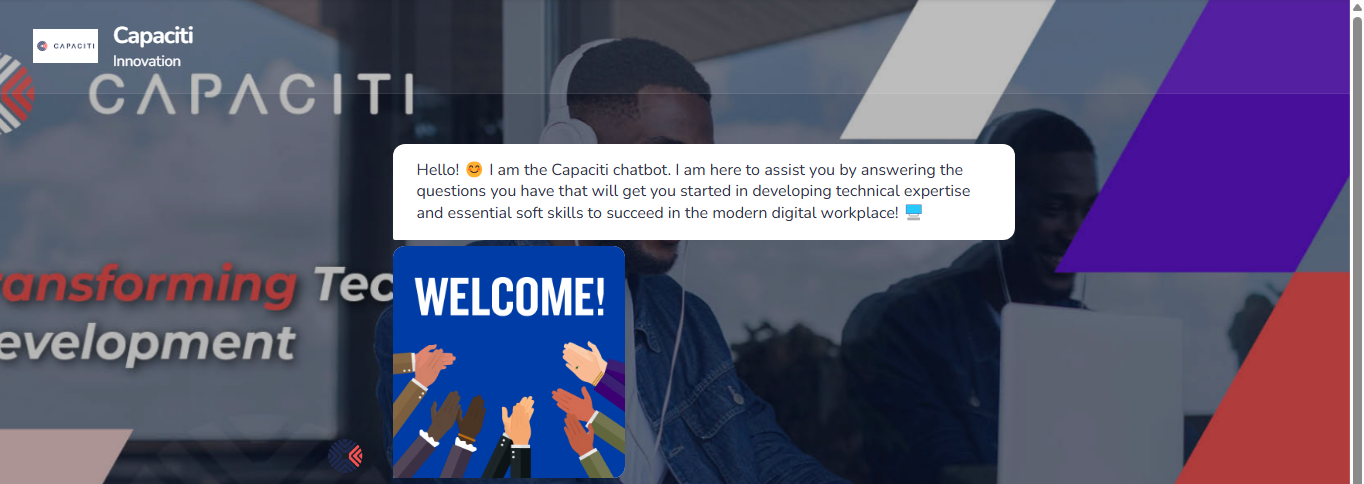 CAPACITI
Capaciti
Innovation
CAPACITI
Hello! 😊 I am the Capaciti chatbot. I am here to assist you by answering the
questions you have that will get you started in developing technical expertise
and essential soft skills to succeed in the modern digital workplace! 🖥️
ansforming Tec
evelopment
WELCOME!